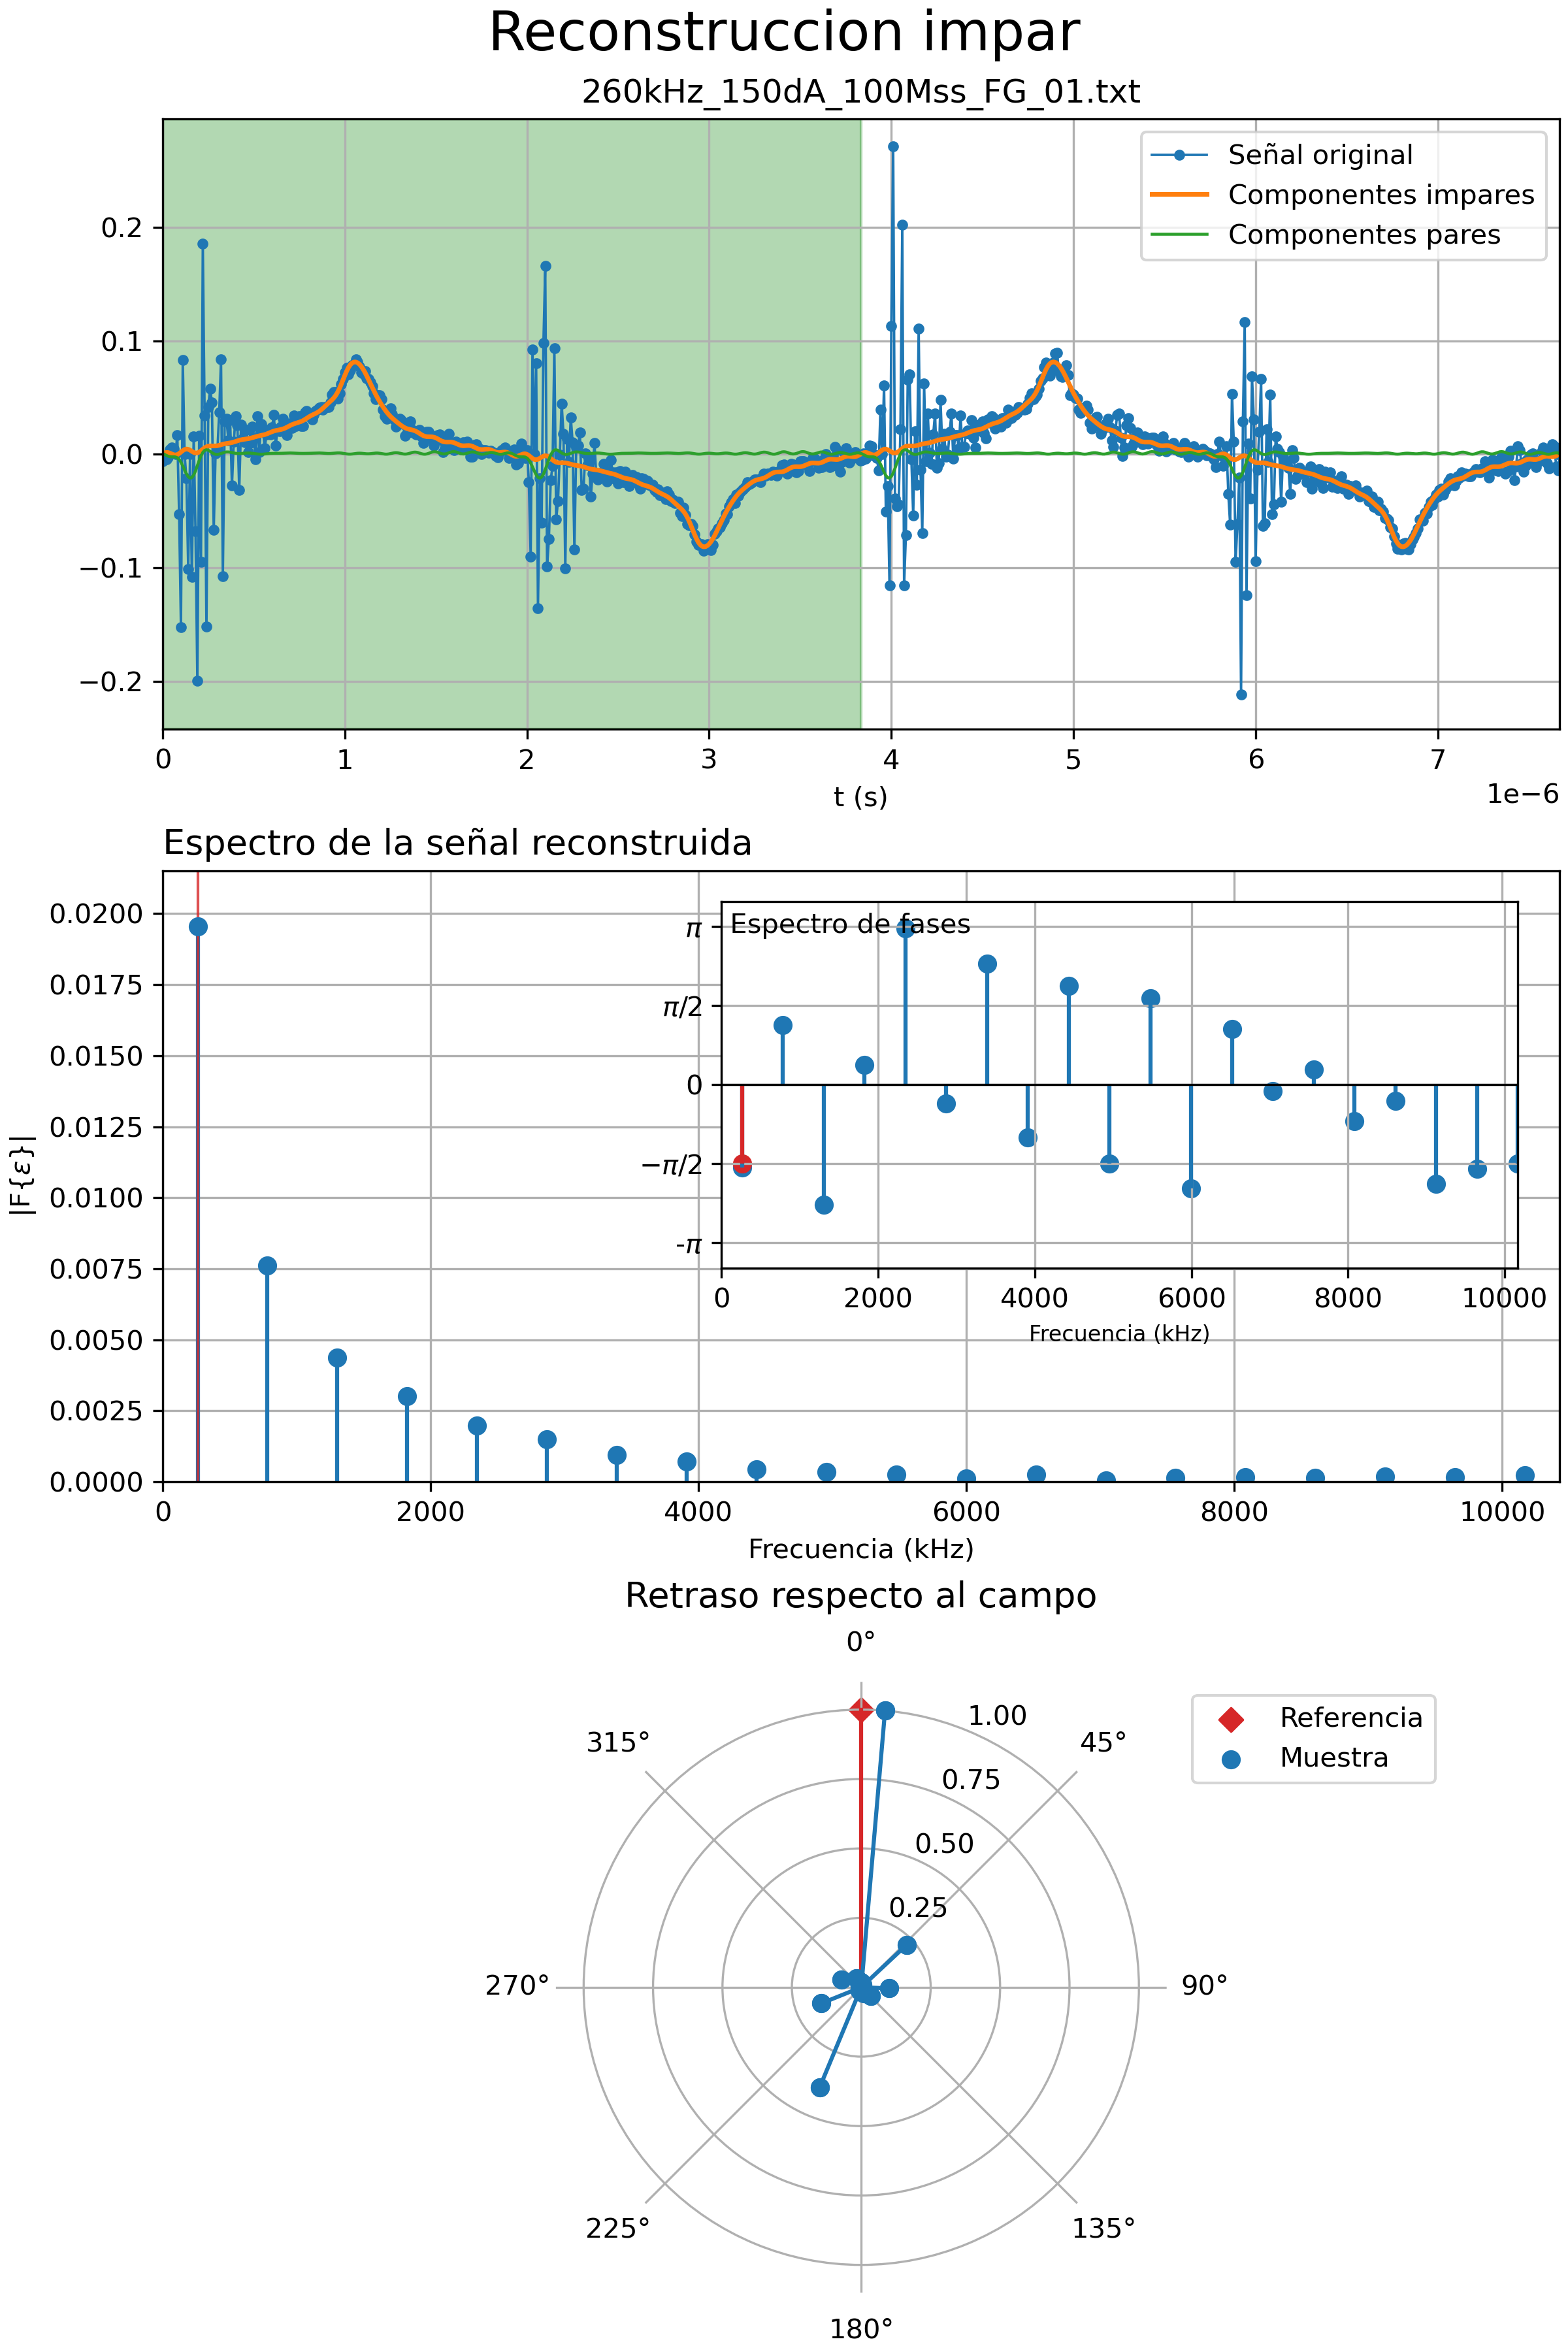 Reconstruccion impar
260kHz_150dA_100Mss_FG_01.txt
Señal original
Componentes impares
Componentes pares
0.2
0.1
0.0
−0.1
−0.2
0 1 2 3 4 5 6 7
t (s)
1e−6
Espectro de la señal reconstruida
|F{ε}|
0.0200
0.0175
0.0150
0.0125
0.0100
0.0075
0.0050
0.0025
0.0000
Espectro de fases
π
π/2
0
−π/2
-π
0 2000 4000 6000 8000 10000
Frecuencia (kHz)
0 2000 4000 6000 8000 10000
Frecuencia (kHz)
Retraso respecto al campo
0°
Referencia
Muestra
315°
45°
1.00
0.75
0.50
0.25
270°
90°
225°
135°
180°